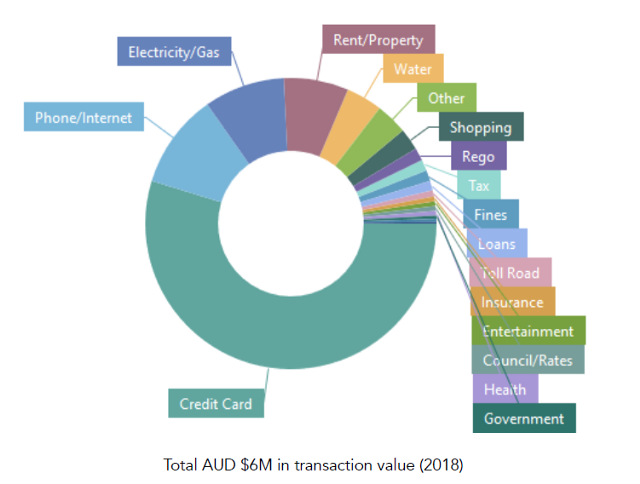 Rent/Property
Electricity/Gas
Water
Other
Phone/Internet
Shopping
Rego
Tax
Fines
Loans
Toll Road
Insurance
Entertainment
Council/Rates
Health
Credit Card
Government
Total AUD $6M in transaction value (2018)